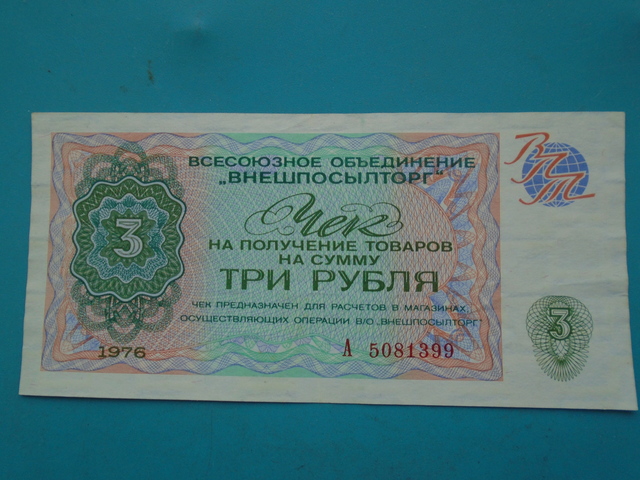 ВСЕСОЮЗНОЕ ОБЪЕДИНЕНИЕ
„ВНЕШПОСЫЛТОРГ“
ВПТ
Чек
3
НА ПОЛУЧЕНИЕ ТОВАРОВ
НА СУММУ
ТРИ РУБЛЯ
ЧЕК ПРЕДНАЗНАЧЕН ДЛЯ РАСЧЕТОВ В МАГАЗИНАХ,
ОСУЩЕСТВЛЯЮЩИХ ОПЕРАЦИИ В/О „ВНЕШПОСЫЛТОРГ“
3
1976
А 5081399